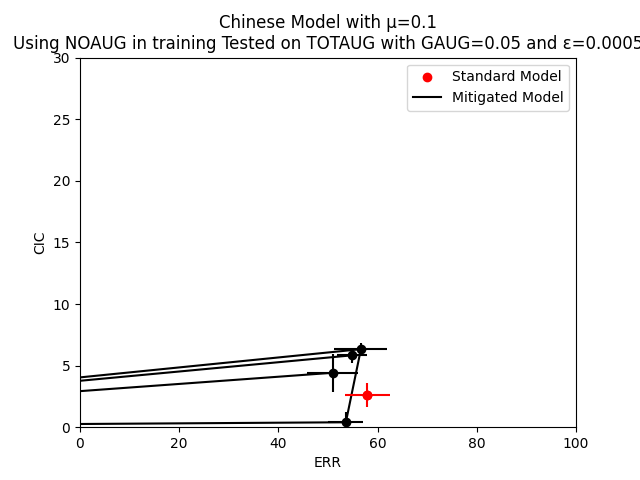 Chinese Model with μ=0.1
Using NOAUG in training Tested on TOTAUG with GAUG=0.05 and ε=0.0005
Standard Model
Mitigated Model
30
25
20
15
10
5
0
CIC
0 20 40 60 80 100
ERR